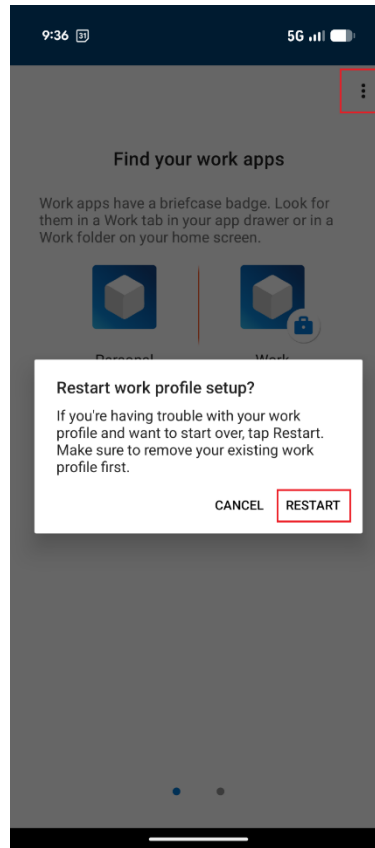 9:36 31 5G
Find your work apps
Work apps have a briefcase badge. Look for
them in a Work tab in your app drawer or in a
Work folder on your home screen.
Personal Work
Restart work profile setup?
If you're having trouble with your work
profile and want to start over, tap Restart.
Make sure to remove your existing work
profile first.
CANCEL RESTART